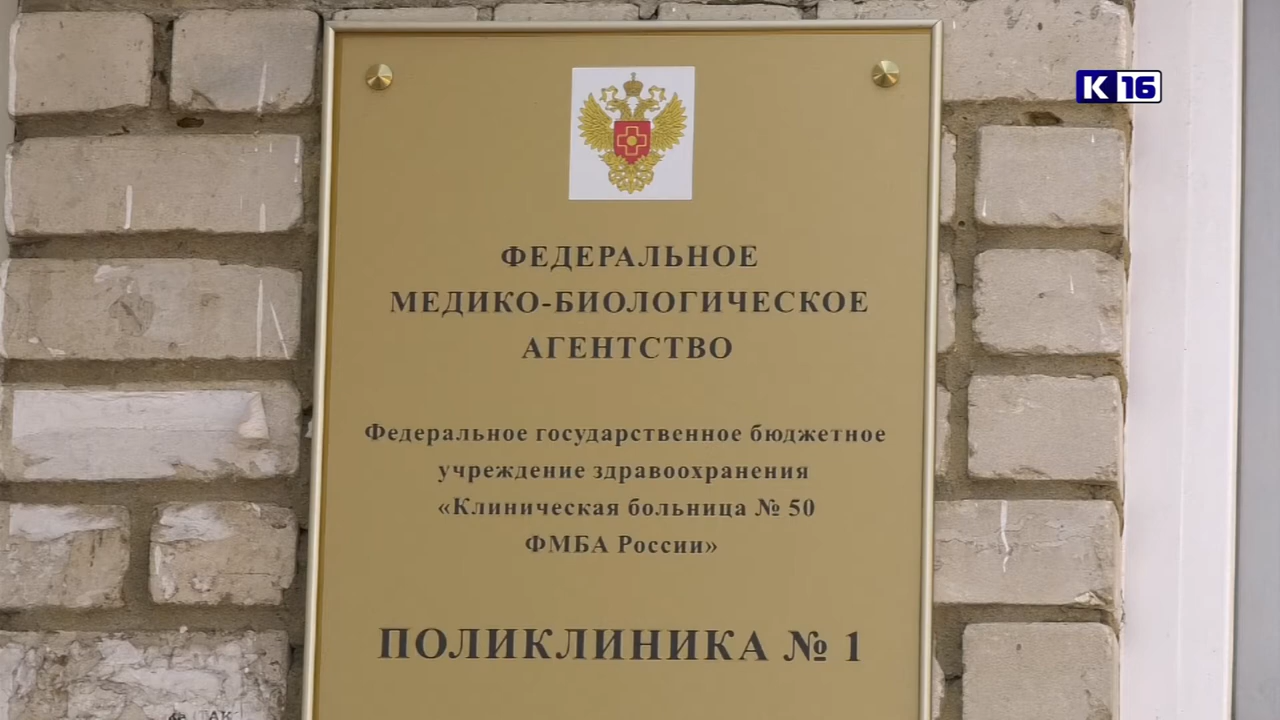 К 16
ФЕДЕРАЛЬНОЕ
МЕДИКО-БИОЛОГИЧЕСКОЕ
АГЕНТСТВО
Федеральное государственное бюджетное
учреждение здравоохранения
«Клиническая больница № 50
ФМБА России»
ПОЛИКЛИНИКА № 1